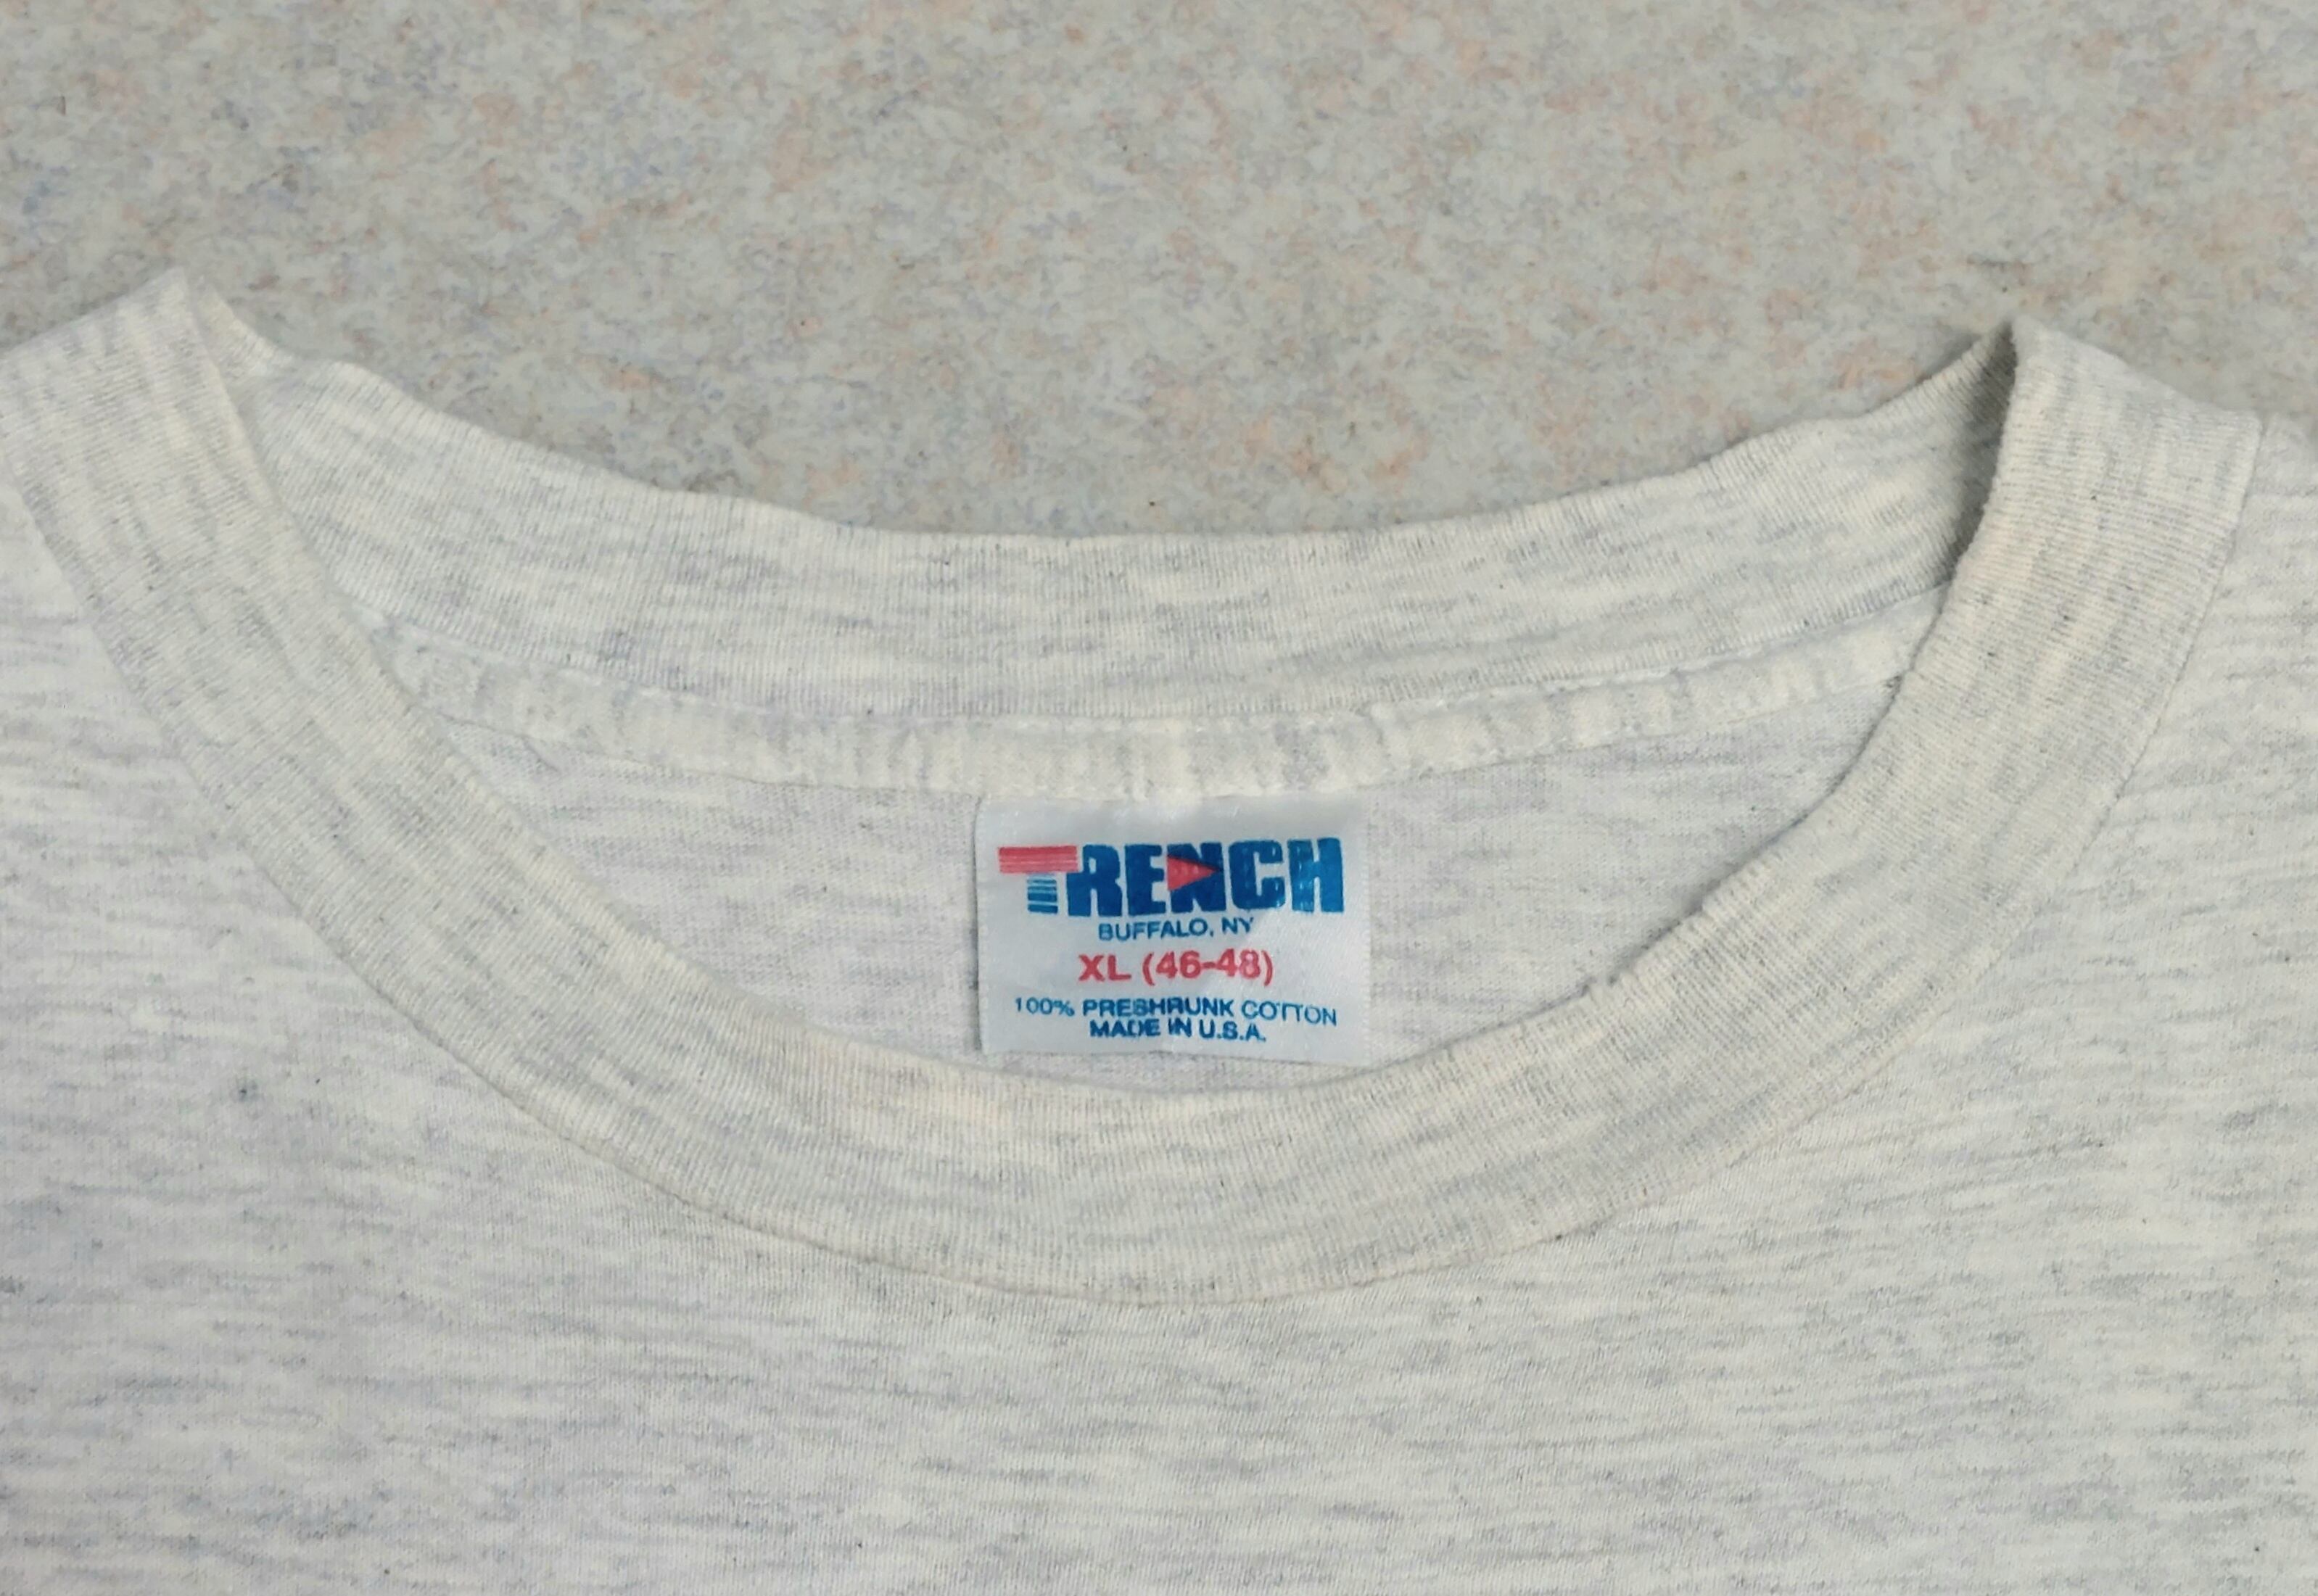 TRENCH
BUFFALO, NY
XL (46-48)
100% PRESHRUNK COTTON
MADE IN U.S.A.